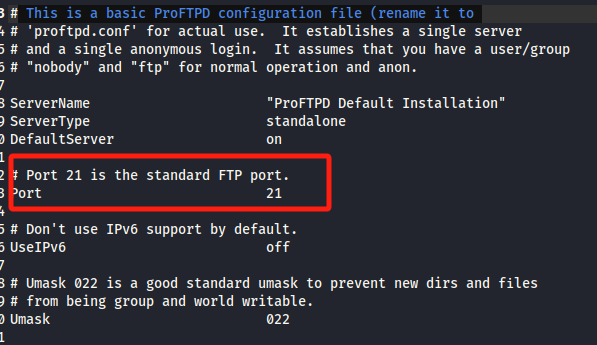 3 # This is a basic ProFTPD configuration file (rename it to
4 # 'proftpd.conf' for actual use.  It establishes a single server
5 # and a single anonymous login.  It assumes that you have a user/group
6 # "nobody" and "ftp" for normal operation and anon.
7
8 ServerName                      "ProFTPD Default Installation"
9 ServerType                      standalone
0 DefaultServer                   on
1
2 # Port 21 is the standard FTP port.
3 Port                            21
4
5 # Don't use IPv6 support by default.
6 UseIPv6                         off
7
8 # Umask 022 is a good standard umask to prevent new dirs and files
9 # from being group and world writable.
0 Umask                           022
1